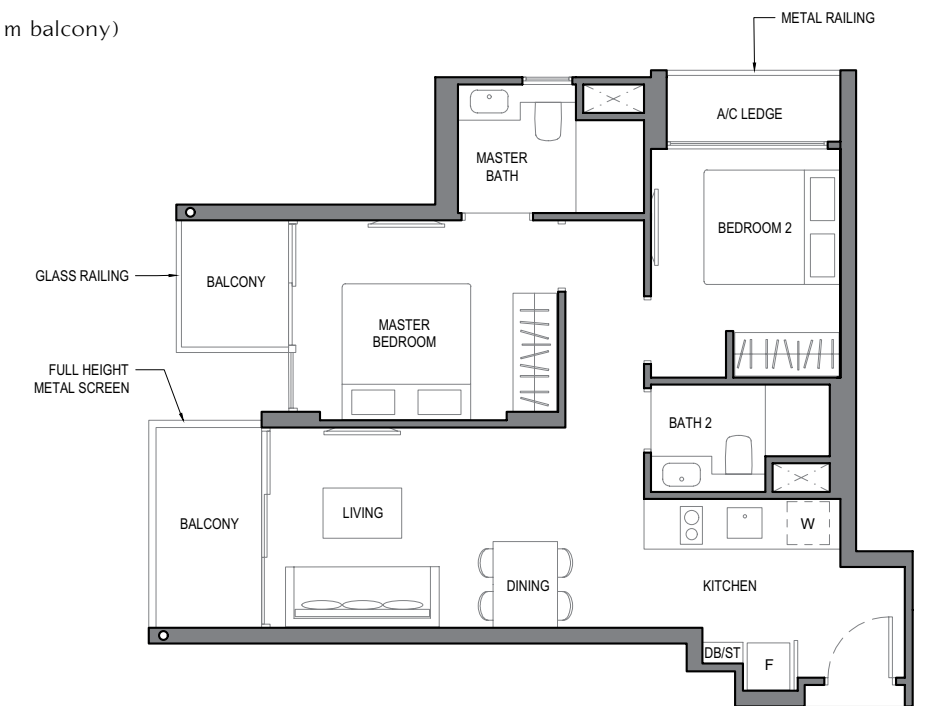 m balcony)
METAL RAILING
A/C LEDGE
MASTER
BATH
BEDROOM 2
GLASS RAILING
BALCONY
MASTER
BEDROOM
FULL HEIGHT
METAL SCREEN
BATH 2
LIVING
BALCONY
W
DINING
KITCHEN
DB/ST
F